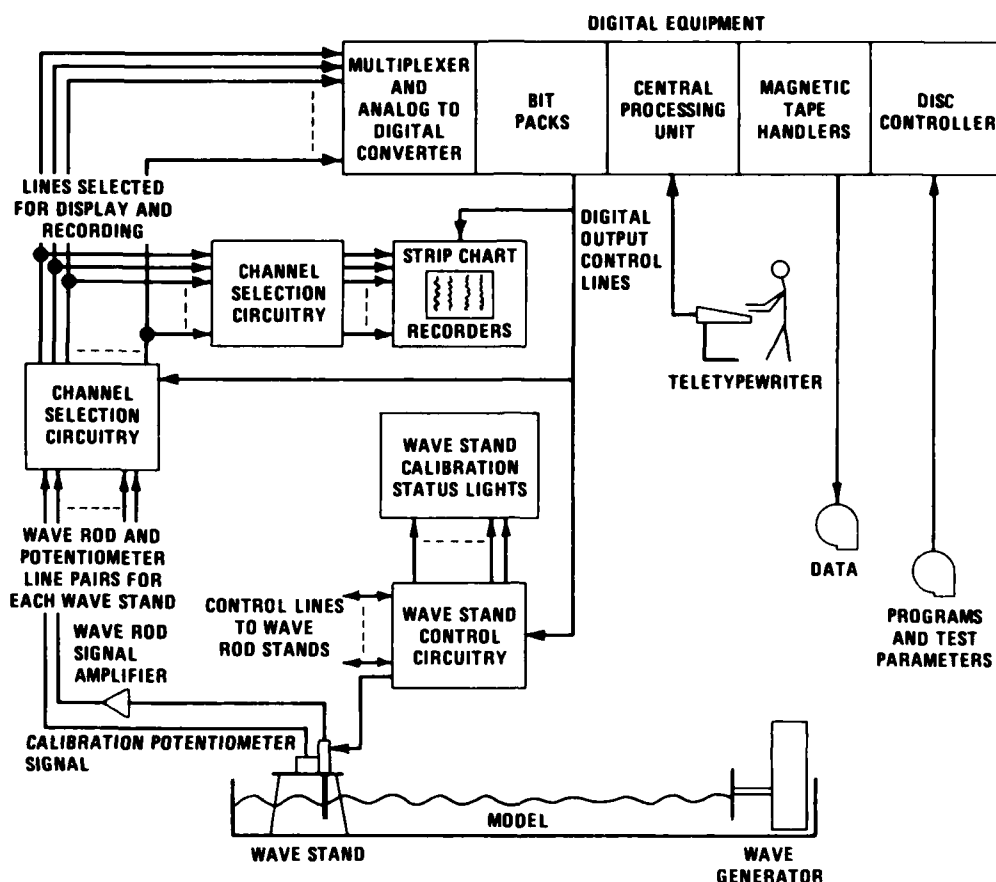 DIGITAL EQUIPMENT
MULTIPLEXER
AND
ANALOG TO
DIGITAL
CONVERTER
BIT
PACKS
CENTRAL
PROCESSING
UNIT
MAGNETIC
TAPE
HANDLERS
DISC
CONTROLLER
LINES SELECTED
FOR DISPLAY AND
RECORDING
CHANNEL
SELECTION
CIRCUITRY
STRIP CHART
RECORDERS
DIGITAL
OUTPUT
CONTROL
LINES
TELETYPEWRITER
CHANNEL
SELECTION
CIRCUITRY
WAVE STAND
CALIBRATION
STATUS LIGHTS
WAVE ROD AND
POTENTIOMETER
LINE PAIRS FOR
EACH WAVE STAND
CONTROL LINES
TO WAVE
ROD STANDS
WAVE STAND
CONTROL
CIRCUITRY
DATA
PROGRAMS
AND TEST
PARAMETERS
WAVE ROD
SIGNAL
AMPLIFIER
CALIBRATION POTENTIOMETER
SIGNAL
MODEL
WAVE STAND
WAVE
GENERATOR